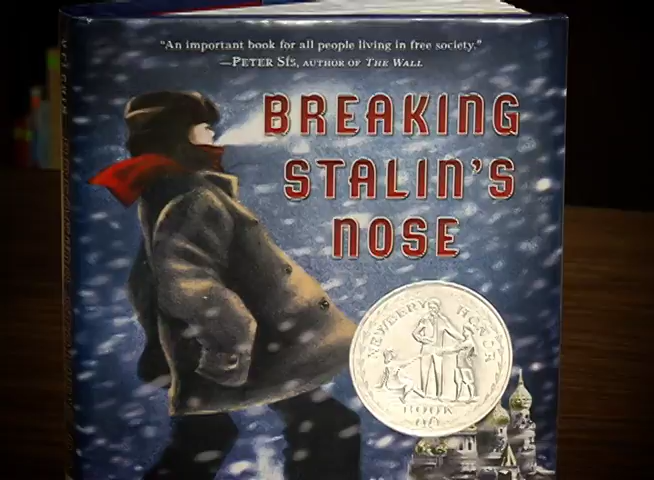 "An important book for all people living in free society."
—PETER SÍS, AUTHOR OF THE WALL
BREAKING
STALIN'S
NOSE
NEWBERY HONOR
BOOK
YELCHIN